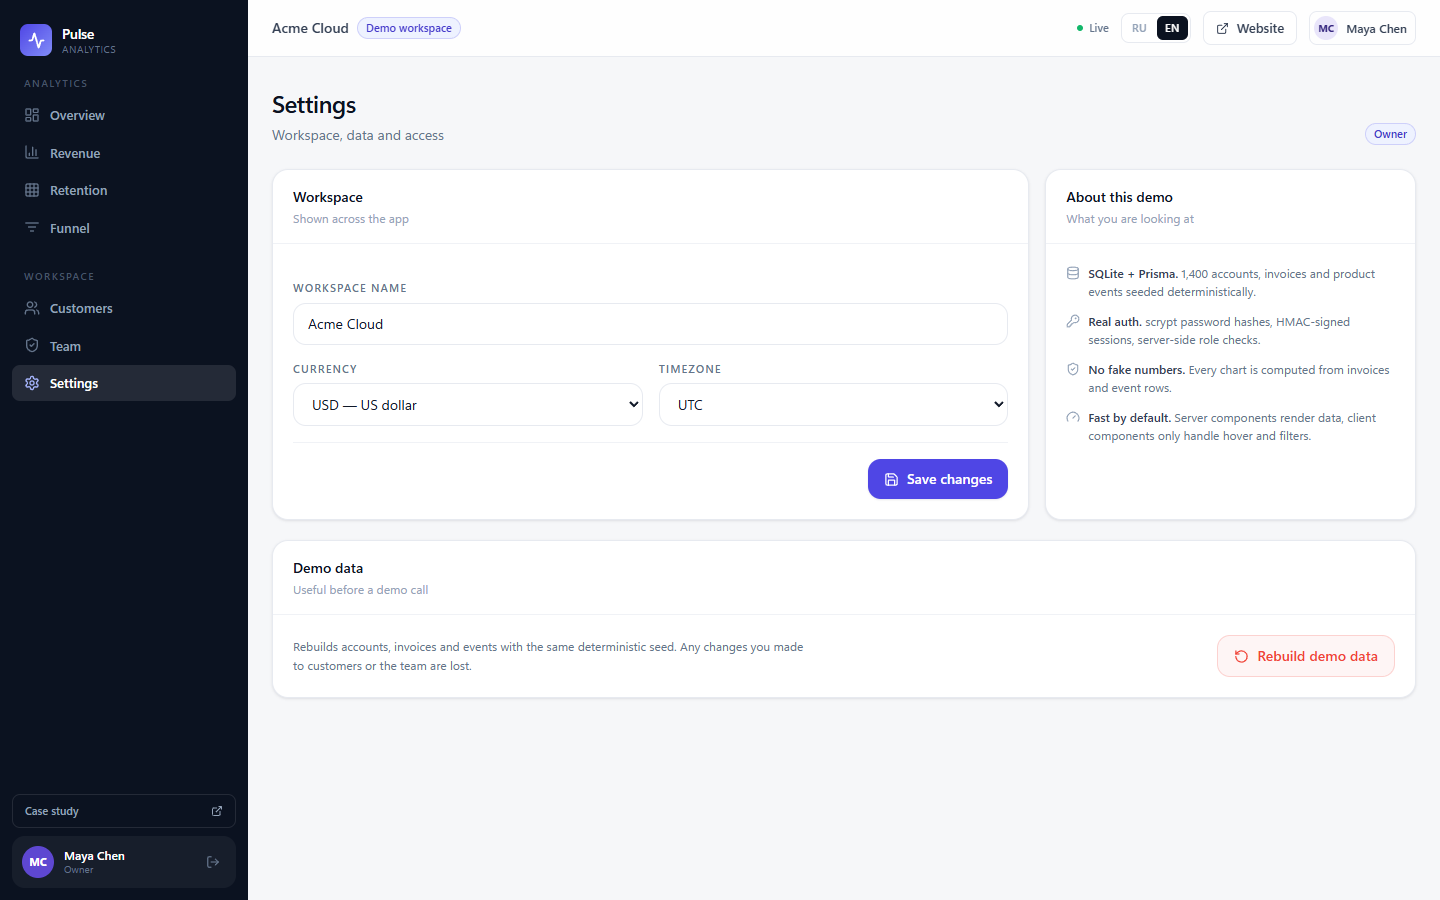 Pulse
ANALYTICS
ANALYTICS
Overview
Revenue
Retention
Funnel
WORKSPACE
Customers
Team
Settings
Case study
MC
Maya Chen
Owner
Acme Cloud
Demo workspace
Live
RU
EN
Website
MC
Maya Chen
Settings
Workspace, data and access
Owner
Workspace
Shown across the app
WORKSPACE NAME
Acme Cloud
CURRENCY
TIMEZONE
USD — US dollar
UTC
Save changes
About this demo
What you are looking at
SQLite + Prisma. 1,400 accounts, invoices and product
events seeded deterministically.
Real auth. scrypt password hashes, HMAC-signed
sessions, server-side role checks.
No fake numbers. Every chart is computed from invoices
and event rows.
Fast by default. Server components render data, client
components only handle hover and filters.
Demo data
Useful before a demo call
Rebuilds accounts, invoices and events with the same deterministic seed. Any changes you made
to customers or the team are lost.
Rebuild demo data